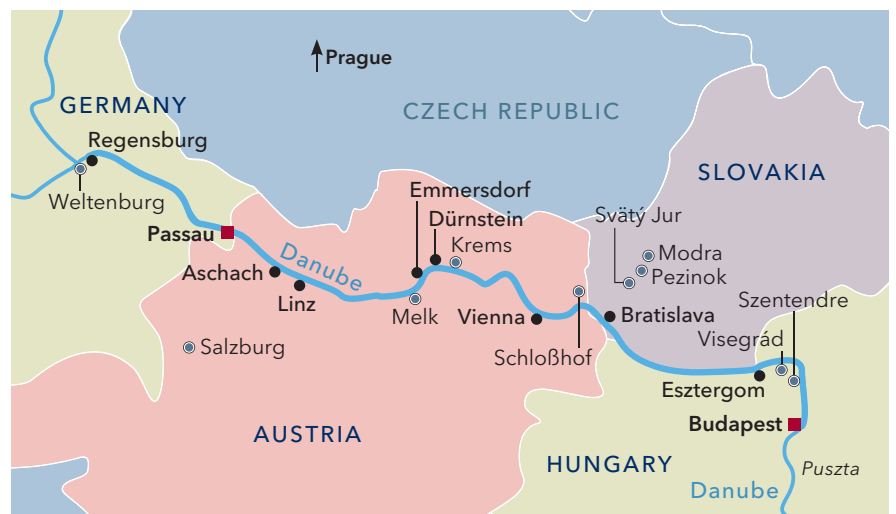 Prague
GERMANY
CZECH REPUBLIC
Regensburg
SLOVAKIA
Weltenburg
Emmersdorf
Dürnstein
Svätý Jur
Passau
Krems
Modra
Danube
Pezinok
Aschach
Szentendre
Linz
Melk
Vienna
Bratislava
Visegrád
Salzburg
Schloßhof
Esztergom
AUSTRIA
Budapest
HUNGARY
Puszta
Danube